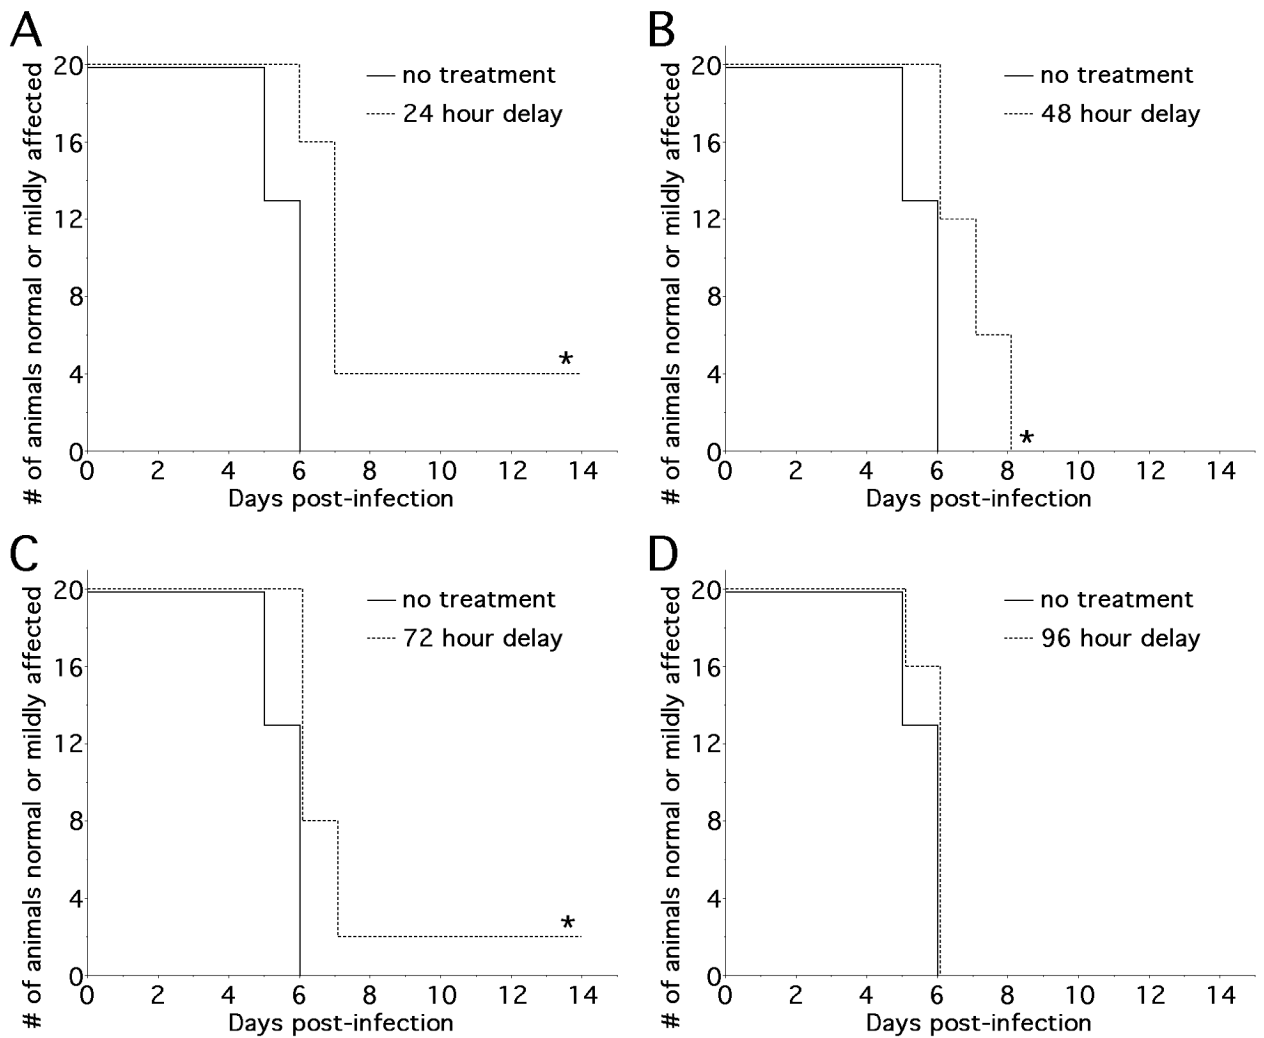 A
# of animals normal or mildly affected
20
16
12
8
4
0
no treatment
24 hour delay
*
0 2 4 6 8 10 12 14
Days post-infection
B
# of animals normal or mildly affected
20
16
12
8
4
0
no treatment
48 hour delay
*
0 2 4 6 8 10 12 14
Days post-infection
C
# of animals normal or mildly affected
20
16
12
8
4
0
no treatment
72 hour delay
*
0 2 4 6 8 10 12 14
Days post-infection
D
# of animals normal or mildly affected
20
16
12
8
4
0
no treatment
96 hour delay
0 2 4 6 8 10 12 14
Days post-infection